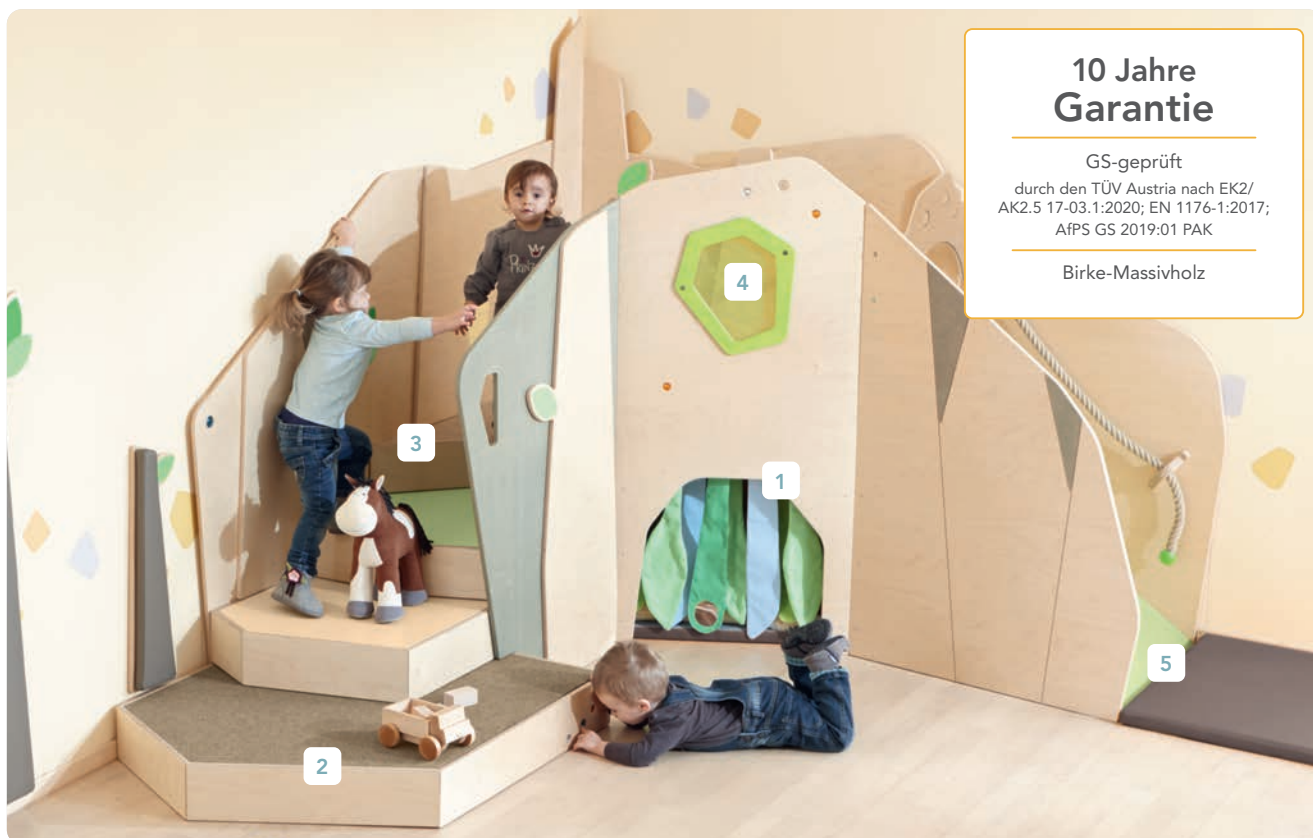 10 Jahre
Garantie
GS-geprüft
durch den TÜV Austria nach EK2/
AK2.5 17-03.1:2020; EN 1176-1:2017;
AfPS GS 2019:01 PAK
Birke-Massivholz
4
3
1
5
2